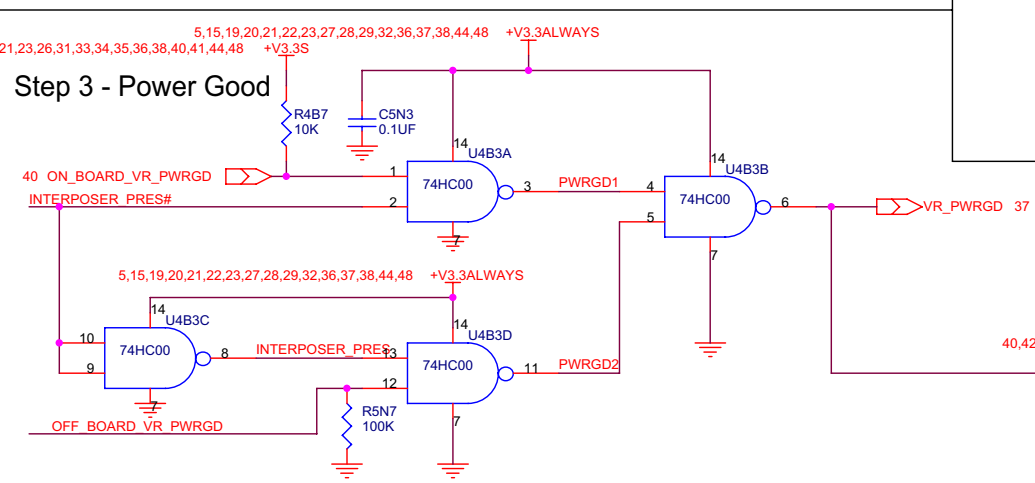 5,15,19,20,21,22,23,27,28,29,32,36,37,38,44,48 +V3.3ALWAYS
21,23,26,31,33,34,35,36,38,40,41,44,48 +V3.3S
Step 3 - Power Good
R4B7
10K
C5N3
0.1UF
14
U4B3A
14
U4B3B
40 ON_BOARD_VR_PWRGD
1
74HC00
3
PWRGD1
4
74HC00
INTERPOSER_PRES#
2
5
6
VR_PWRGD 37
7
7
5,15,19,20,21,22,23,27,28,29,32,36,37,38,44,48 +V3.3ALWAYS
14
U4B3C
14
U4B3D
10
74HC00
8
INTERPOSER_PRES
13
74HC00
11
PWRGD2
9
12
40,42
7
R5N7
100K
7
OFF_BOARD_VR_PWRGD